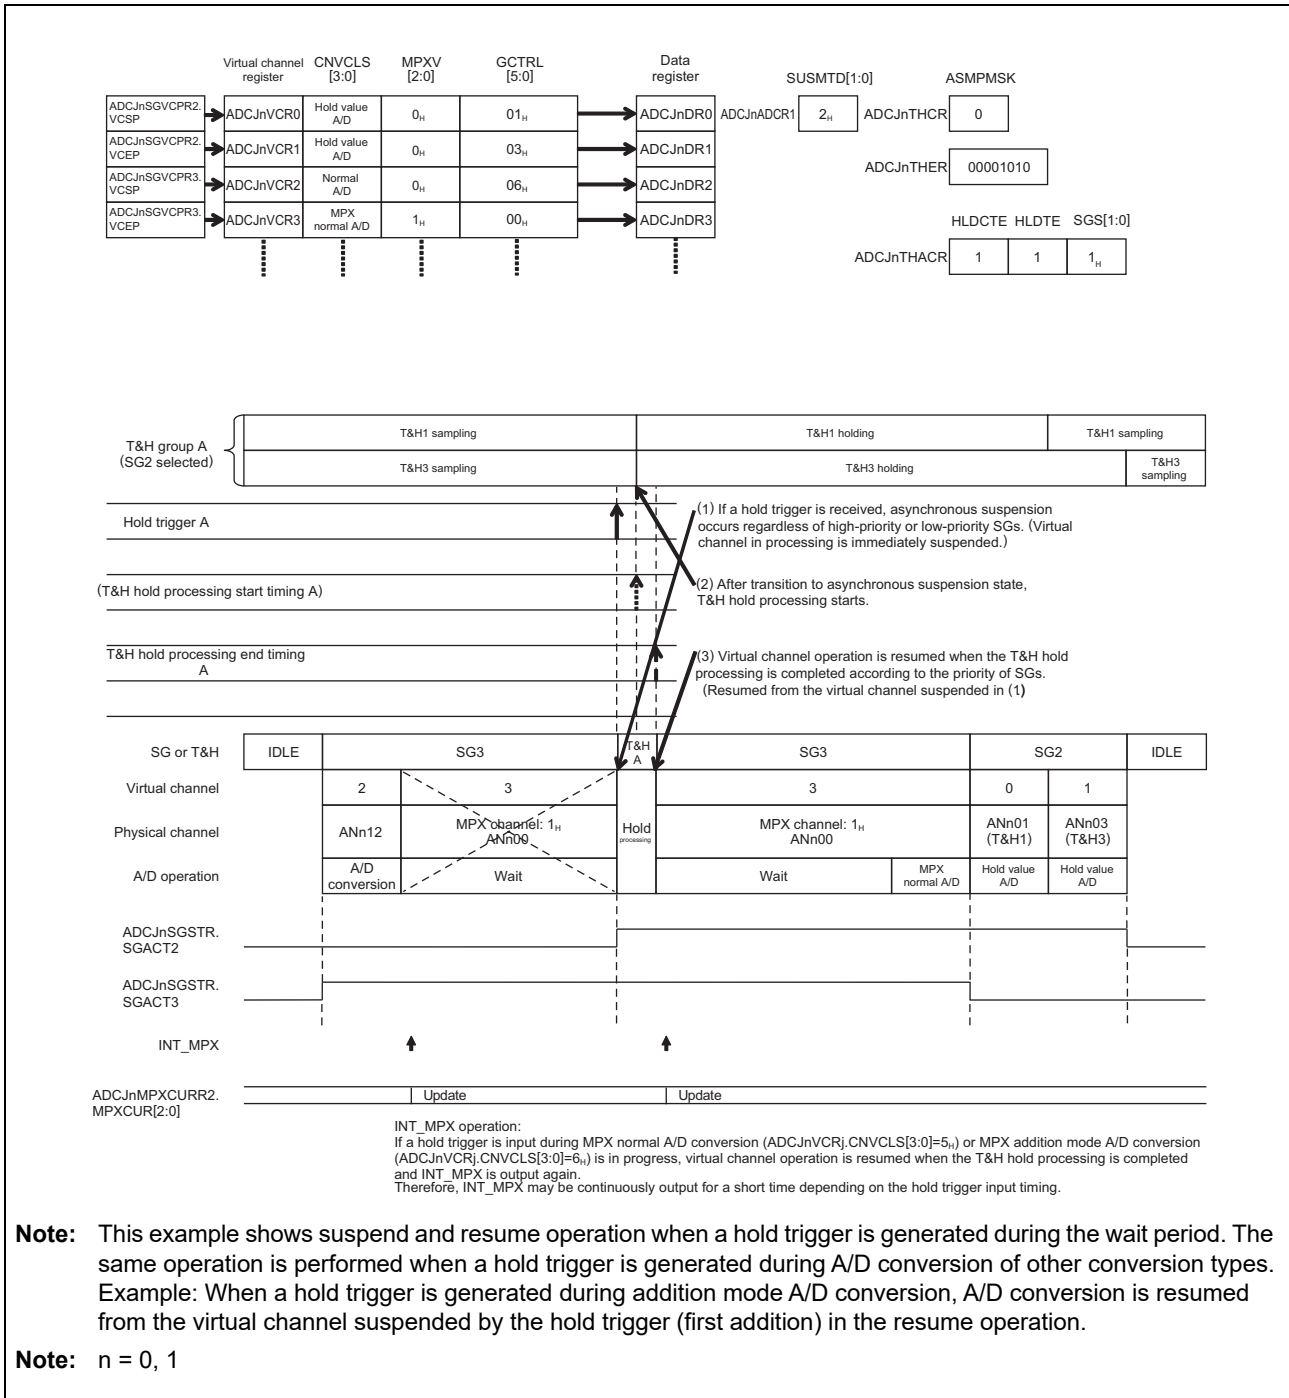 Virtual channel register CNVCLS [3:0] MPXV [2:0] GCTRL [5:0] Data register
SUSMTD[1:0] ASMPMSK
ADCJnSGVCPR2.VCSP ADCJnVCR0 Hold value A/D 0H 01H ADCJnDR0 ADCJnADCR1 2H ADCJnTHCR 0
ADCJnSGVCPR2.VCEP ADCJnVCR1 Hold value A/D 0H 03H ADCJnDR1
ADCJnTHER 00001010
ADCJnSGVCPR3.VCSP ADCJnVCR2 Normal A/D 0H 06H ADCJnDR2
ADCJnSGVCPR3.VCEP ADCJnVCR3 MPX normal A/D 1H 00H ADCJnDR3
HLDCTE HLDTE SGS[1:0]
ADCJnTHACR 1 1 1H
T&H group A
(SG2 selected)
T&H1 sampling T&H1 holding T&H1 sampling
T&H3 sampling T&H3 holding T&H3 sampling
Hold trigger A
(1) If a hold trigger is received, asynchronous suspension
occurs regardless of high-priority or low-priority SGs. (Virtual
channel in processing is immediately suspended.)
(T&H hold processing start timing A)
(2) After transition to asynchronous suspension state,
T&H hold processing starts.
T&H hold processing end timing
A
(3) Virtual channel operation is resumed when the T&H hold
processing is completed according to the priority of SGs.
(Resumed from the virtual channel suspended in (1)
SG or T&H IDLE SG3 T&H A SG3 SG2 IDLE
Virtual channel 2 3 3 0 1
Physical channel ANn12 MPX channel: 1H ANn00 Hold processing MPX channel: 1H ANn00 ANn01 (T&H1) ANn03 (T&H3)
A/D operation A/D conversion Wait Wait MPX normal A/D Hold value A/D Hold value A/D
ADCJnSGSTR.
SGACT2
ADCJnSGSTR.
SGACT3
INT_MPX
ADCJnMPXCURR2.
MPXCUR[2:0]
Update Update
INT_MPX operation:
If a hold trigger is input during MPX normal A/D conversion (ADCJnVCRj.CNVCLS[3:0]=5H) or MPX addition mode A/D conversion
(ADCJnVCRj.CNVCLS[3:0]=6H) is in progress, virtual channel operation is resumed when the T&H hold processing is completed
and INT_MPX is output again.
Therefore, INT_MPX may be continuously output for a short time depending on the hold trigger input timing.
Note: This example shows suspend and resume operation when a hold trigger is generated during the wait period. The
same operation is performed when a hold trigger is generated during A/D conversion of other conversion types.
Example: When a hold trigger is generated during addition mode A/D conversion, A/D conversion is resumed
from the virtual channel suspended by the hold trigger (first addition) in the resume operation.
Note: n = 0, 1